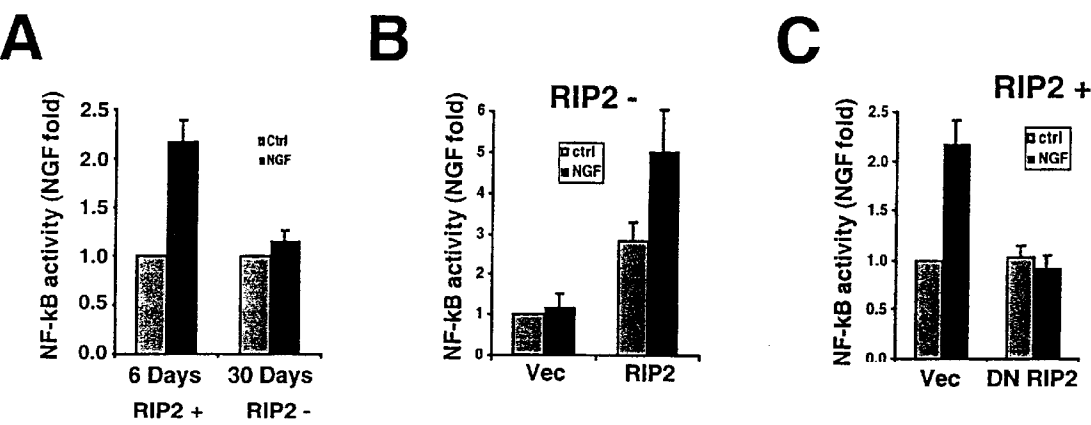 A
NF-kB activity (NGF fold)
2.5
2.0
1.5
1.0
0.5
0.0
Ctrl
NGF
6 Days
30 Days
RIP2 +
RIP2 -
B
RIP2 -
NF-kB activity (NGF fold)
6
5
4
3
2
1
0
ctrl
NGF
Vec
RIP2
C
RIP2 +
NF-kB activity (NGF fold)
2.5
2.0
1.5
1.0
0.5
0.0
ctrl
NGF
Vec
DN RIP2